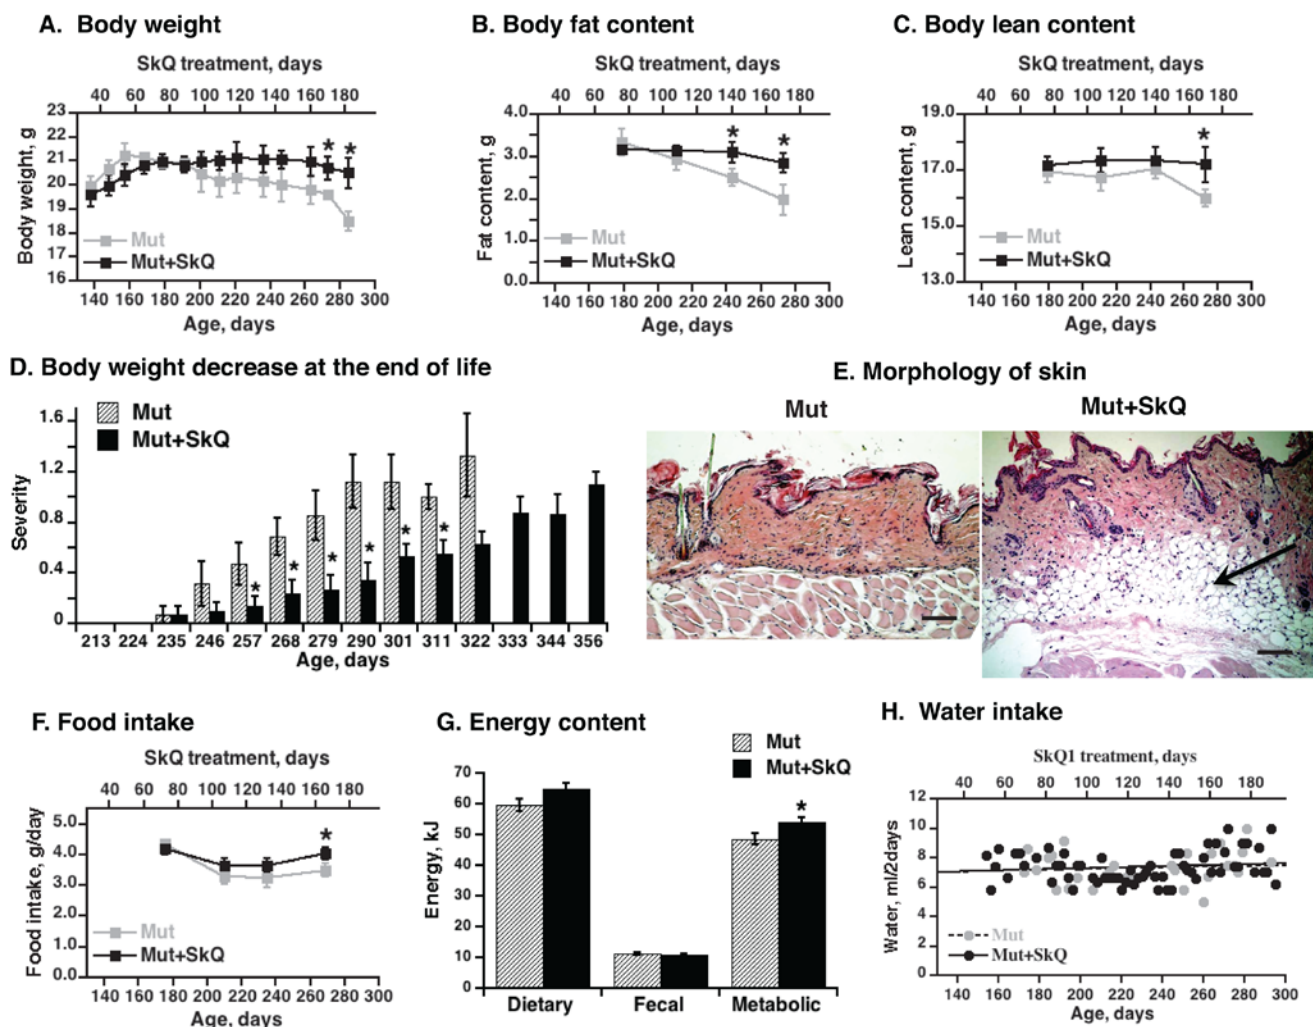 A. Body weight
SkQ treatment, days
40 60 80 100 120 140 160 180
23
22
21
20
19
18
17
16
Body weight, g
* *
Mut
Mut+SkQ
140 160 180 200 220 240 260 280 300
Age, days
B. Body fat content
SkQ treatment, days
40 60 80 100 120 140 160 180
4.0
3.0
2.0
1.0
0.0
Fat content, g
* *
Mut
Mut+SkQ
140 160 180 200 220 240 260 280 300
Age, days
C. Body lean content
SkQ treatment, days
40 60 80 100 120 140 160 180
19.0
17.0
15.0
13.0
Lean content, g
*
Mut
Mut+SkQ
140 160 180 200 220 240 260 280 300
Age, days
D. Body weight decrease at the end of life
Mut
Mut+SkQ
1.6
1.2
0.8
0.4
0
Severity
* * * * * *
213 224 235 246 257 268 279 290 301 311 322 333 344 356
Age, days
E. Morphology of skin
Mut
Mut+SkQ
F. Food intake
SkQ treatment, days
40 60 80 100 120 140 160 180
5.0
4.0
3.0
2.0
1.0
0.0
Food intake, g/day
*
Mut
Mut+SkQ
140 160 180 200 220 240 260 280 300
Age, days
G. Energy content
Mut
Mut+SkQ
70
60
50
40
30
20
10
0
Energy, kJ
*
Dietary Fecal Metabolic
H. Water intake
SkQ1 treatment, days
40 60 80 100 120 140 160 180
12
10
8
6
4
2
0
Water, ml/2days
Mut
Mut+SkQ
140 160 180 200 220 240 260 280 300
Age, days